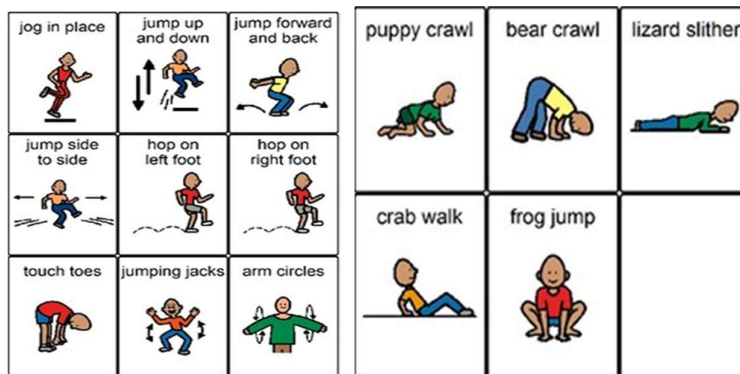 jog in place
jump up
and down
jump forward
and back
jump side
to side
hop on
left foot
hop on
right foot
touch toes
jumping jacks
arm circles
puppy crawl
bear crawl
lizard slither
crab walk
frog jump